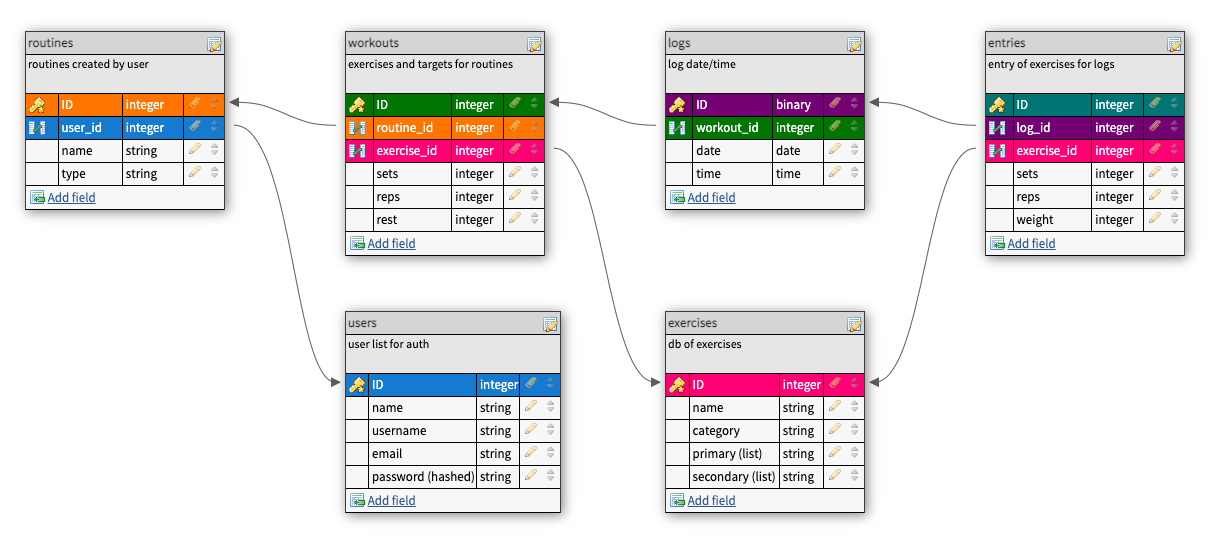 routines
routines created by user
ID integer
user_id integer
name string
type string
Add field
workouts
exercises and targets for routines
ID integer
routine_id integer
exercise_id integer
sets integer
reps integer
rest integer
Add field
logs
log date/time
ID binary
workout_id integer
date date
time time
Add field
entries
entry of exercises for logs
ID integer
log_id integer
exercise_id integer
sets integer
reps integer
weight integer
Add field
users
user list for auth
ID integer
name string
username string
email string
password (hashed) string
Add field
exercises
db of exercises
ID integer
name string
category string
primary (list) string
secondary (list) string
Add field